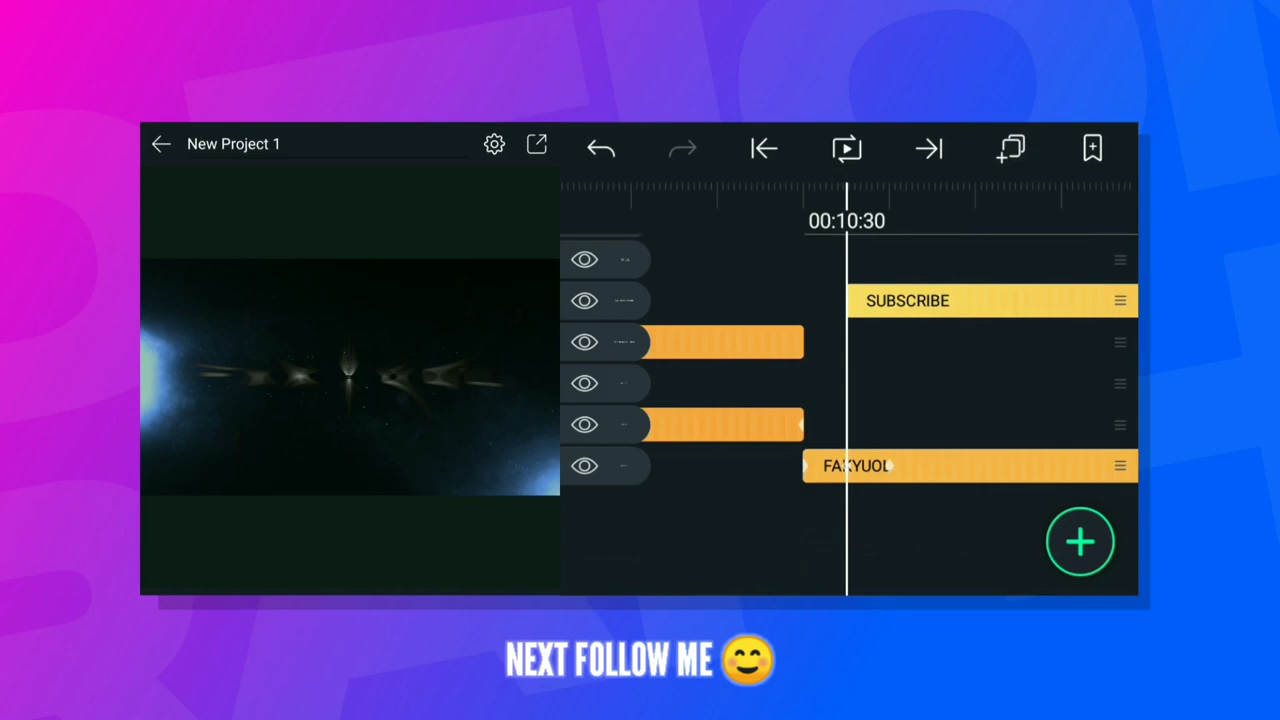 New Project 1
00:10:30
SUBSCRIBE
FAXYUOL
NEXT FOLLOW ME 😊